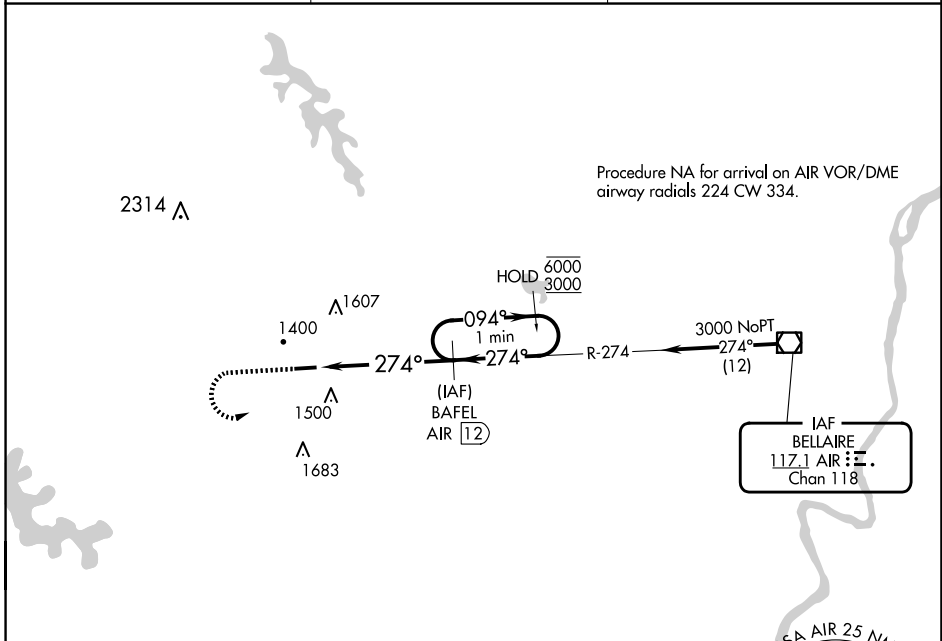 Procedure NA for arrival on AIR VOR/DME
airway radials 224 CW 334.
2314
HOLD 6000
3000
1607
1400
094°
1 min
274°
274°
R-274
3000 NoPT
274°
(12)
(IAF)
BAFEL
AIR 12
1500
1683
IAF
BELLAIRE
117.1 AIR
Chan 118
AIR 25